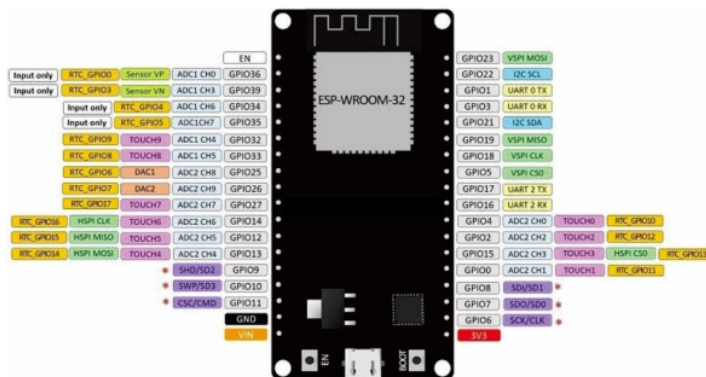 EN
Input only RTC_GPIO0 Sensor VP ADC1 CH0 GPIO36
Input only RTC_GPIO3 Sensor VN ADC1 CH3 GPIO39
Input only RTC_GPIO4 ADC1 CH6 GPIO34
Input only RTC_GPIO5 ADC1CH7 GPIO35
RTC_GPIO9 TOUCH9 ADC1 CH4 GPIO32
RTC_GPIO8 TOUCH8 ADC1 CH5 GPIO33
RTC_GPIO6 DAC1 ADC2 CH8 GPIO25
RTC_GPIO7 DAC2 ADC2 CH9 GPIO26
RTC_GPIO17 TOUCH7 ADC2 CH7 GPIO27
RTC_GPIO16 HSPI CLK TOUCH6 ADC2 CH6 GPIO14
RTC_GPIO15 HSPI MISO TOUCH5 ADC2 CH5 GPIO12
RTC_GPIO14 HSPI MOSI TOUCH4 ADC2 CH4 GPIO13
* SHD/SD2 GPIO9
* SWP/SD3 GPIO10
* CSC/CMD GPIO11
GND
VIN
ESP-WROOM-32
EN
BOOT
GPIO23 VSPI MOSI
GPIO22 I2C SCL
GPIO1 UART 0 TX
GPIO3 UART 0 RX
GPIO21 I2C SDA
GPIO19 VSPI MISO
GPIO18 VSPI CLK
GPIO5 VSPI CS0
GPIO17 UART 2 TX
GPIO16 UART 2 RX
GPIO4 ADC2 CH0 TOUCH0 RTC_GPIO10
GPIO2 ADC2 CH2 TOUCH2 RTC_GPIO12
GPIO15 ADC2 CH3 TOUCH3 HSPI CS0 RTC_GPIO13
GPIO0 ADC2 CH1 TOUCH1 RTC_GPIO11
GPIO8 SDI/SD1 *
GPIO7 SDO/SD0 *
GPIO6 SCK/CLK *
3V3